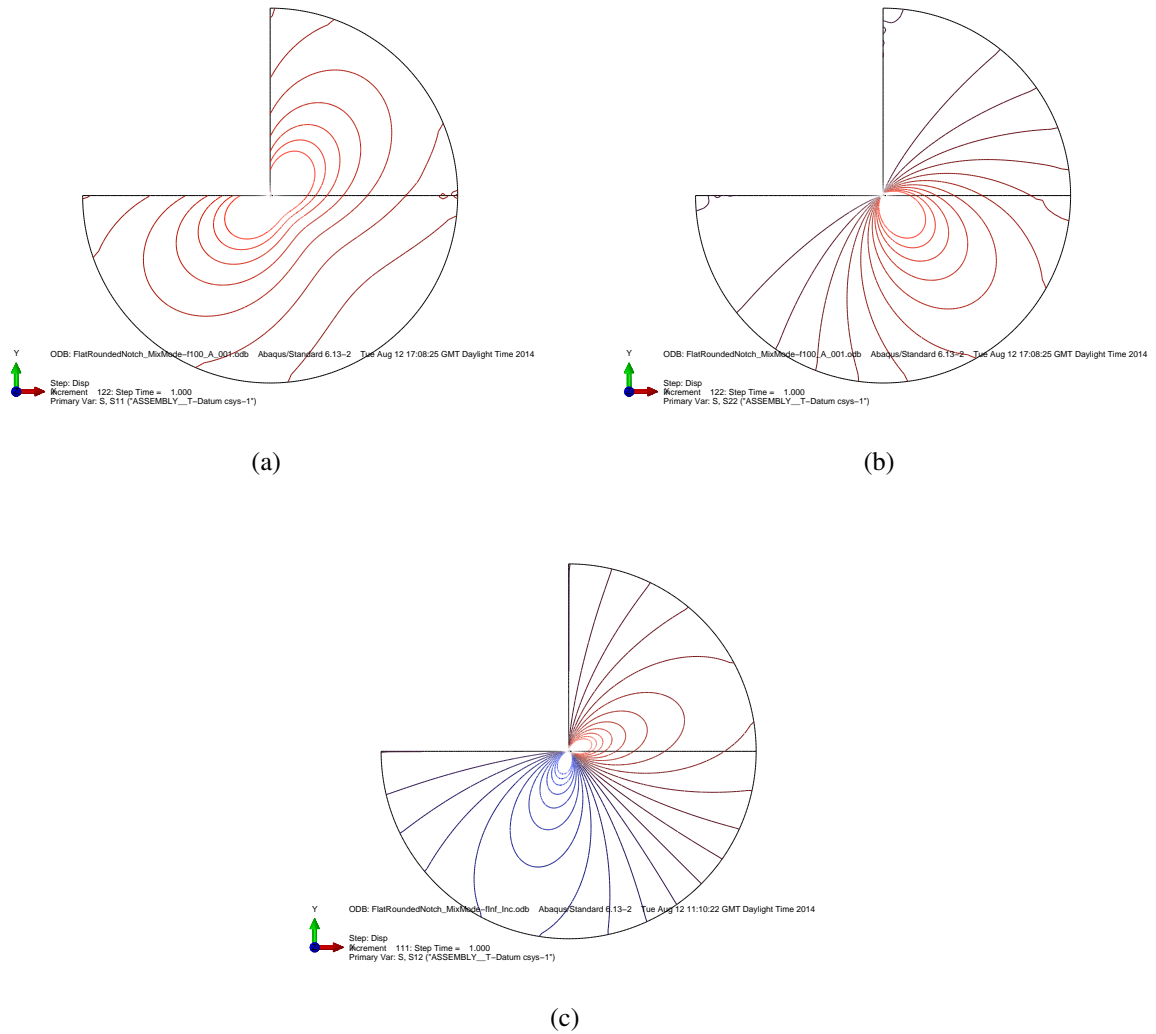 Y
ODB: FlatRoundedNotch_MixMode−f100_A_001.odb    Abaqus/Standard 6.13−2    Tue Aug 12 17:08:25 GMT Daylight Time 2014
X
Step: Disp
Increment    122: Step Time =    1.000
Primary Var: S, S11 ("ASSEMBLY__T−Datum csys−1")
(a)
Y
ODB: FlatRoundedNotch_MixMode−f100_A_001.odb    Abaqus/Standard 6.13−2    Tue Aug 12 17:08:25 GMT Daylight Time 2014
X
Step: Disp
Increment    122: Step Time =    1.000
Primary Var: S, S22 ("ASSEMBLY__T−Datum csys−1")
(b)
Y
ODB: FlatRoundedNotch_MixMode−fInf_Inc.odb    Abaqus/Standard 6.13−2    Tue Aug 12 11:10:22 GMT Daylight Time 2014
X
Step: Disp
Increment    111: Step Time =    1.000
Primary Var: S, S12 ("ASSEMBLY__T−Datum csys−1")
(c)